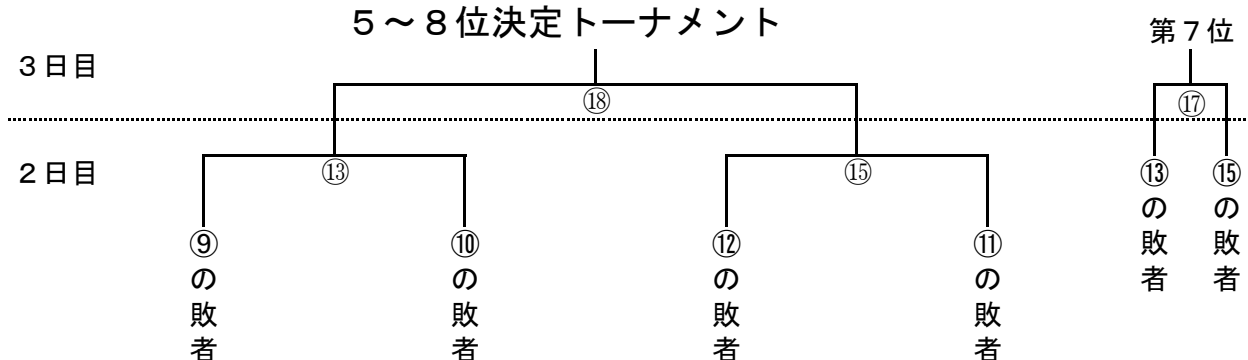 ５～８位決定トーナメント
第７位
３日目
⑱
⑰
２日目
⑬
⑮
⑬の敗者
⑮の敗者
⑨の敗者
⑩の敗者
⑫の敗者
⑪の敗者